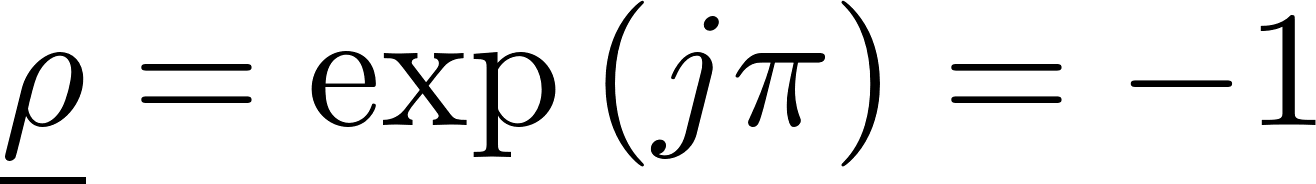 ρ̲ = exp (jπ) = −1